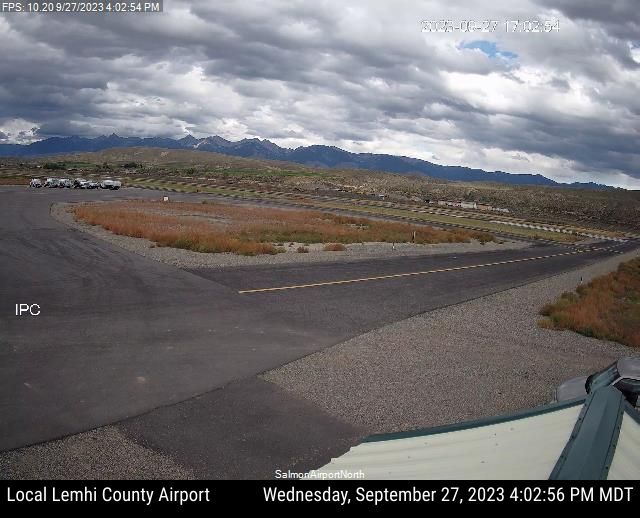 FPS: 10.20 9/27/2023 4:02:54 PM
2023-09-27 17:02:54
IPC
SalmonAirportNorth
Local Lemhi County Airport Wednesday, September 27, 2023 4:02:56 PM MDT